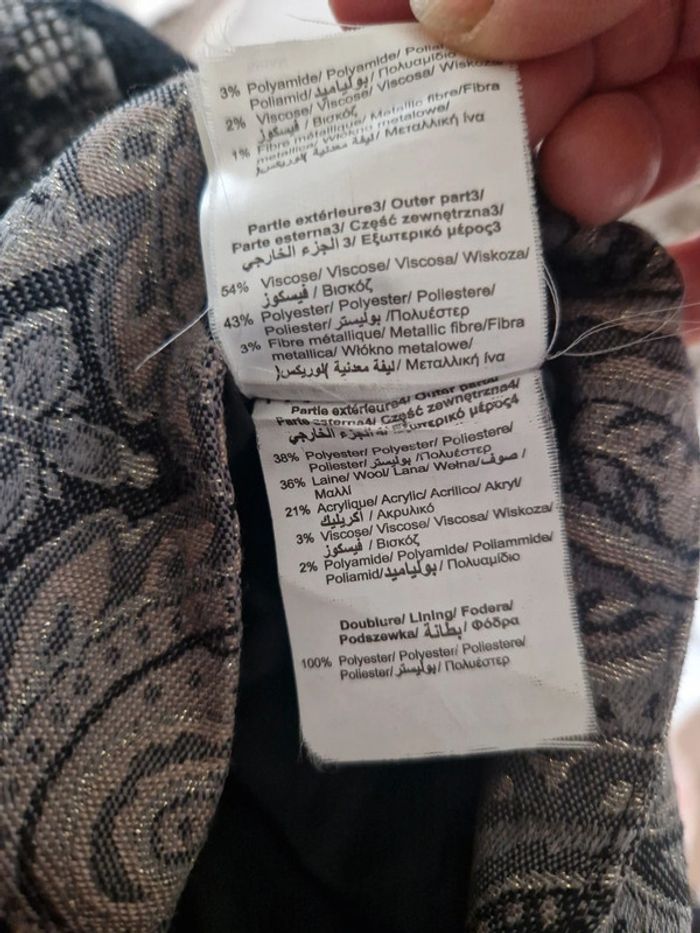 3% Polyamide/ Polyamide/
Poliamid/ بولياميد / Πολυαμίδιο
2% Viscose/ Viscose/ Viscosa/ Wiskoza/
فيسكوز / Βισκόζ
1% Fibre métallique/ Metallic fibre/Fibra
metallica/ Włókno metalowe/
ليفة معدنية (لوريكس)/ Μεταλλική ίνα
Partie extérieure3/ Outer part3/
Parte esterna3/ Część zewnętrzna3/
الجزء الخارجي 3/ Εξωτερικό μέρος3
54% Viscose/ Viscose/ Viscosa/ Wiskoza/
فيسكوز / Βισκόζ
43% Polyester/ Polyester/ Poliestere/
Poliester/ بوليستر /Πολυέστερ
3% Fibre métallique/ Metallic fibre/Fibra
metallica/ Włókno metalowe/
ليفة معدنية (لوريكس)/ Μεταλλική ίνα
Partie extérieure4/ Outer part4/
Parte esterna4/ Część zewnętrzna4/
الجزء الخارجي 4/ Εξωτερικό μέρος4
38% Polyester/ Polyester/ Poliestere/
Poliester/ بوليستر /Πολυέστερ
36% Laine/ Wool/ Lana/ Wełna/صوف /
Μαλλί
21% Acrylique/ Acrylic/ Acrilico/ Akryl/
اكريليك / Ακρυλικό
3% Viscose/ Viscose/ Viscosa/ Wiskoza/
فيسكوز / Βισκόζ
2% Polyamide/ Polyamide/ Poliammide/
Poliamid/بولياميد / Πολυαμίδιο
Doublure/ Lining/ Fodera/
Podszewka/ بطانة/ Φόδρα
100% Polyester/ Polyester/ Poliestere/
Poliester/ بوليستر/ Πολυέστερ